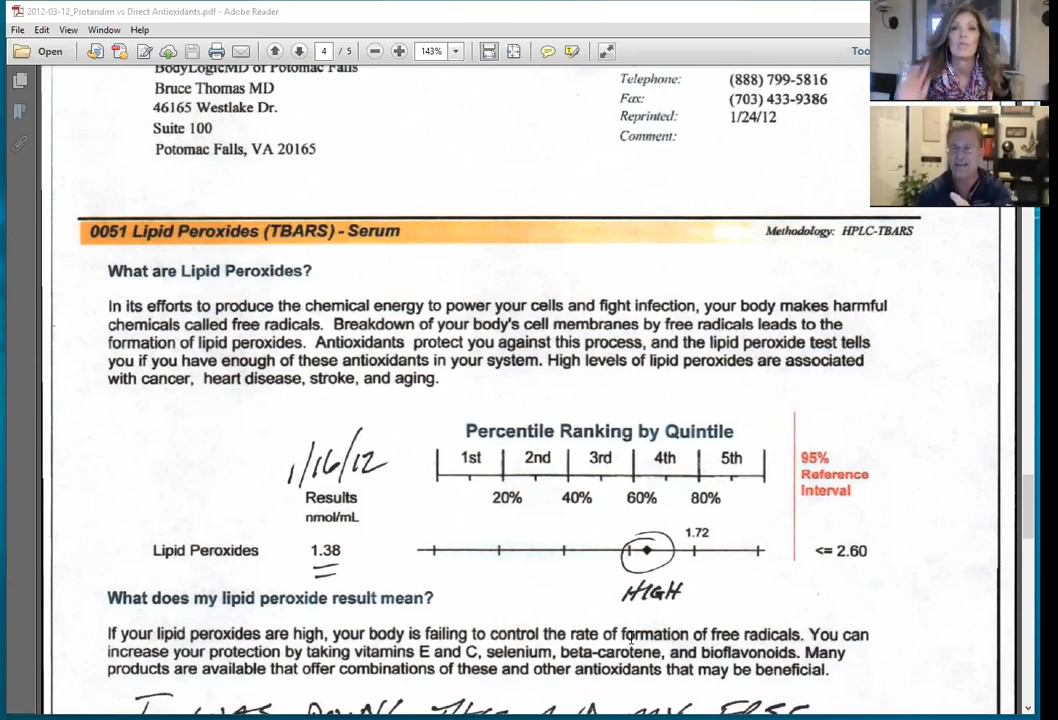 2012-03-12_Protandim vs Direct Antioxidants.pdf - Adobe Reader
File Edit View Window Help
Open 4 / 5 143% Too
BodyLogicMD of Potomac Falls
Bruce Thomas MD
46165 Westlake Dr.
Suite 100
Potomac Falls, VA 20165
Telephone: (888) 799-5816
Fax: (703) 433-9386
Reprinted: 1/24/12
Comment:
0051 Lipid Peroxides (TBARS) - Serum
Methodology: HPLC-TBARS
What are Lipid Peroxides?
In its efforts to produce the chemical energy to power your cells and fight infection, your body makes harmful
chemicals called free radicals. Breakdown of your body's cell membranes by free radicals leads to the
formation of lipid peroxides. Antioxidants protect you against this process, and the lipid peroxide test tells
you if you have enough of these antioxidants in your system. High levels of lipid peroxides are associated
with cancer, heart disease, stroke, and aging.
1/16/12
Results
nmol/mL
Percentile Ranking by Quintile
1st 2nd 3rd 4th 5th
20% 40% 60% 80%
95%
Reference
Interval
Lipid Peroxides 1.38 1.72 <= 2.60
HIGH
What does my lipid peroxide result mean?
If your lipid peroxides are high, your body is failing to control the rate of formation of free radicals. You can
increase your protection by taking vitamins E and C, selenium, beta-carotene, and bioflavonoids. Many
products are available that offer combinations of these and other antioxidants that may be beneficial.